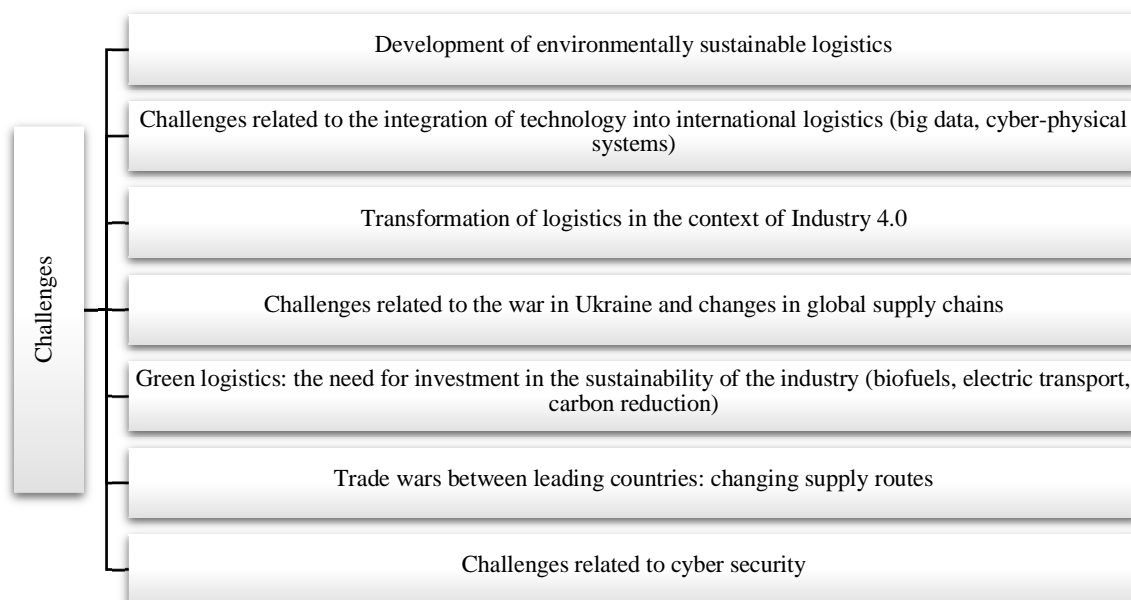 Challenges
Development of environmentally sustainable logistics
Challenges related to the integration of technology into international logistics (big data, cyber-physical
systems)
Transformation of logistics in the context of Industry 4.0
Challenges related to the war in Ukraine and changes in global supply chains
Green logistics: the need for investment in the sustainability of the industry (biofuels, electric transport,
carbon reduction)
Trade wars between leading countries: changing supply routes
Challenges related to cyber security